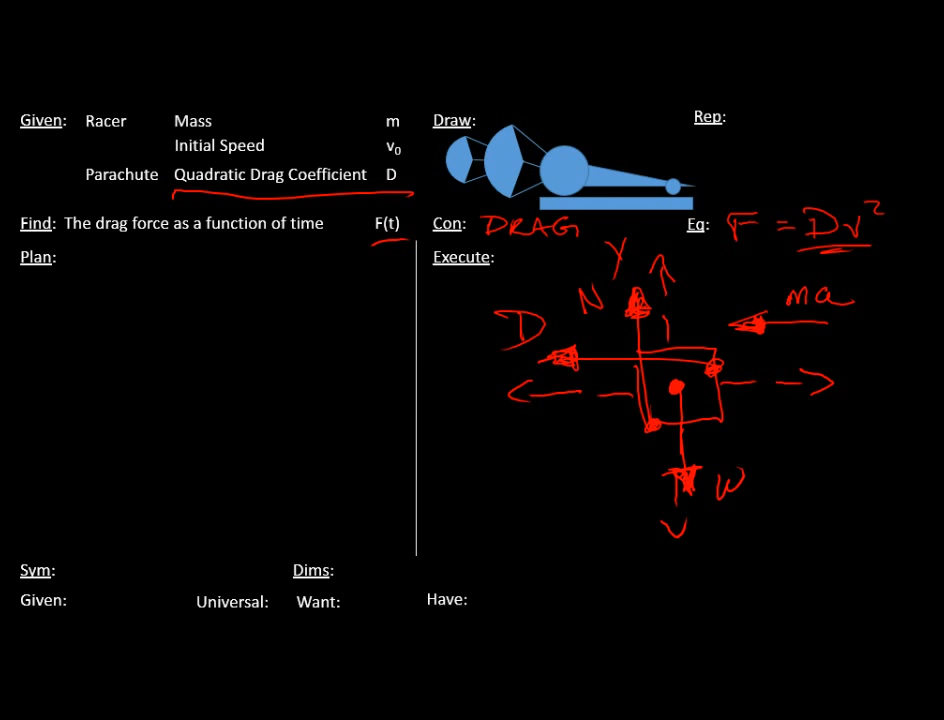 Given: Racer Mass m
Initial Speed v₀
Parachute Quadratic Drag Coefficient D
Find: The drag force as a function of time F(t)
Plan:
Draw:
Rep:
Con: DRAG
Eq: F = Dv²
Execute:
Y
N
ma
D
W
Sym:
Dims:
Given:
Universal:
Want:
Have: